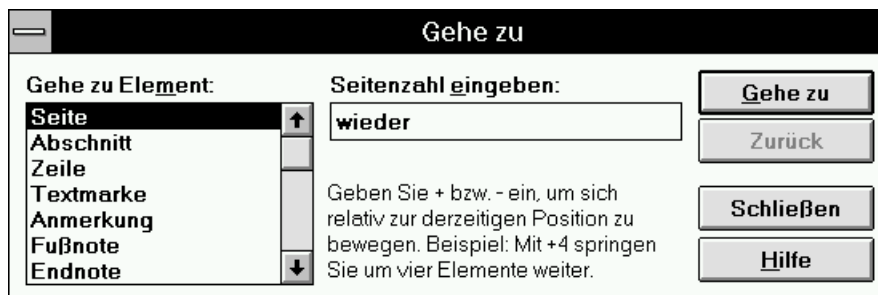 Gehe zu
Gehe zu Element:
Seite
Abschnitt
Zeile
Textmarke
Anmerkung
Fußnote
Endnote
Seitenzahl eingeben:
wieder
Geben Sie + bzw. - ein, um sich
relativ zur derzeitigen Position zu
bewegen. Beispiel: Mit +4 springen
Sie um vier Elemente weiter.
Gehe zu
Zurück
Schließen
Hilfe